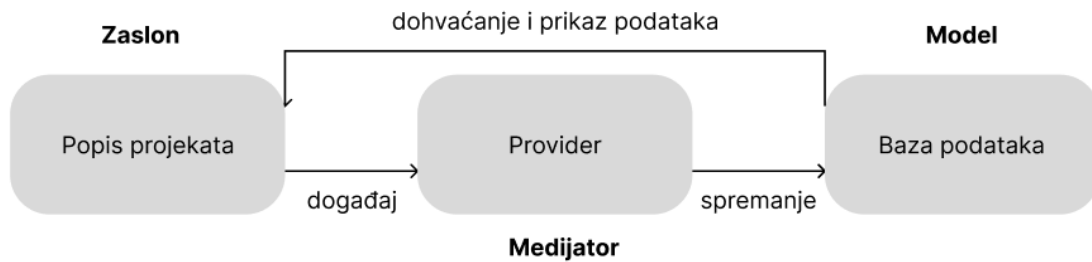 dohvaćanje i prikaz podataka
Zaslon
Model
Popis projekata
Provider
Baza podataka
događaj
spremanje
Medijator